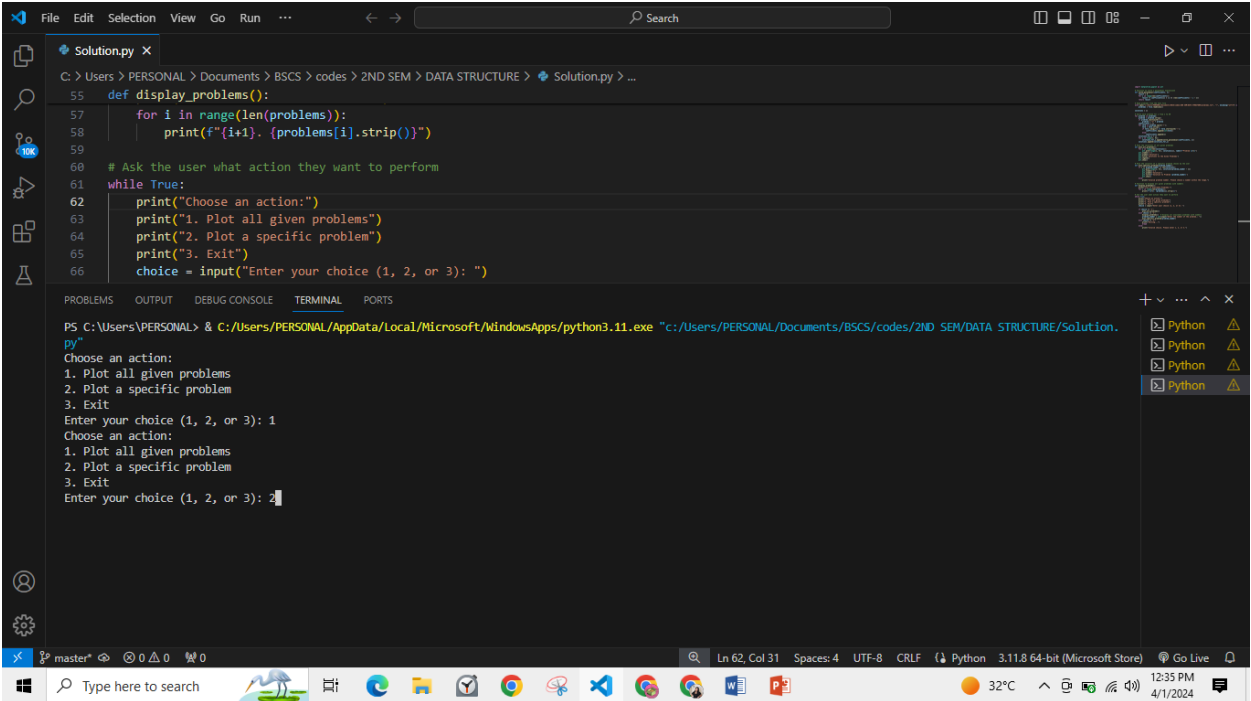 File Edit Selection View Go Run ··· Search
Solution.py
C: > Users > PERSONAL > Documents > BSCS > codes > 2ND SEM > DATA STRUCTURE > Solution.py > ...
55 def display_problems():
57 for i in range(len(problems)):
58 print(f"{i+1}. {problems[i].strip()}")
59
60 # Ask the user what action they want to perform
61 while True:
62 print("Choose an action:")
63 print("1. Plot all given problems")
64 print("2. Plot a specific problem")
65 print("3. Exit")
66 choice = input("Enter your choice (1, 2, or 3): ")
10K
PROBLEMS OUTPUT DEBUG CONSOLE TERMINAL PORTS
PS C:\Users\PERSONAL> & C:/Users/PERSONAL/AppData/Local/Microsoft/WindowsApps/python3.11.exe "c:/Users/PERSONAL/Documents/BSCS/codes/2ND SEM/DATA STRUCTURE/Solution.
py"
Choose an action:
1. Plot all given problems
2. Plot a specific problem
3. Exit
Enter your choice (1, 2, or 3): 1
Choose an action:
1. Plot all given problems
2. Plot a specific problem
3. Exit
Enter your choice (1, 2, or 3): 2
Python
Python
Python
Python
master* 0 0 0 Ln 62, Col 31 Spaces: 4 UTF-8 CRLF Python 3.11.8 64-bit (Microsoft Store) Go Live
Type here to search 32°C 12:35 PM
4/1/2024